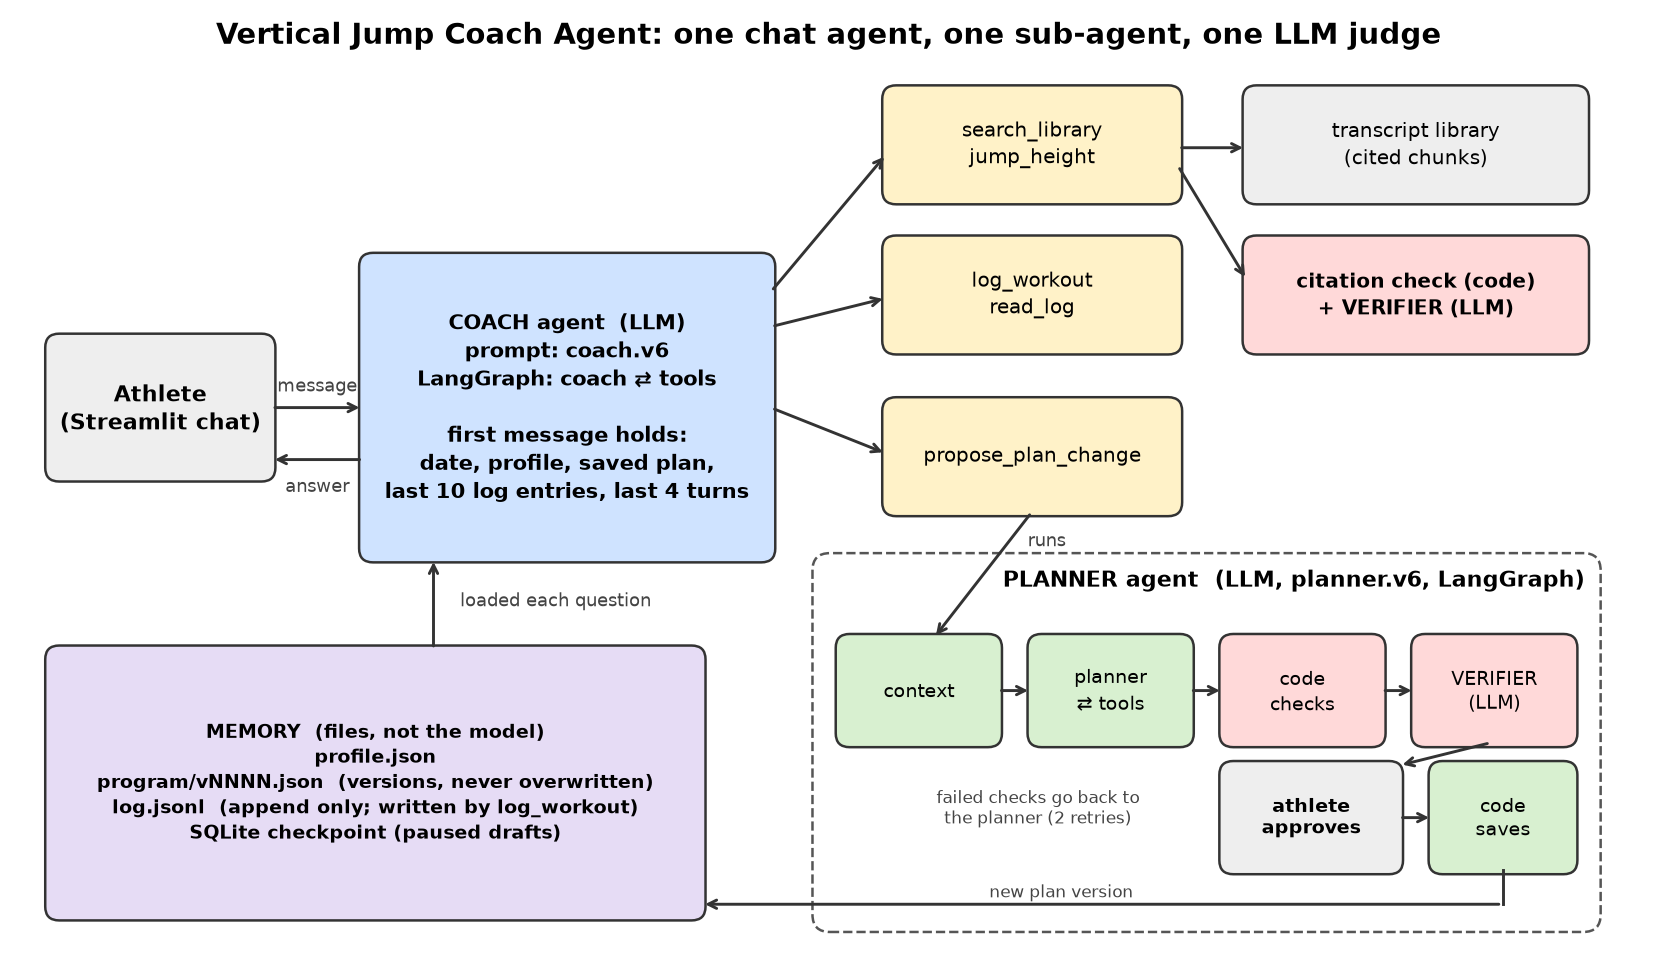 Vertical Jump Coach Agent: one chat agent, one sub-agent, one LLM judge
search_library
jump_height
transcript library
(cited chunks)
log_workout
read_log
citation check (code)
+ VERIFIER (LLM)
COACH agent  (LLM)
prompt: coach.v6
LangGraph: coach ⇄ tools
first message holds:
date, profile, saved plan,
last 10 log entries, last 4 turns
Athlete
(Streamlit chat)
message
answer
propose_plan_change
runs
PLANNER agent  (LLM, planner.v6, LangGraph)
loaded each question
context
planner
⇄ tools
code
checks
VERIFIER
(LLM)
MEMORY  (files, not the model)
profile.json
program/vNNNN.json  (versions, never overwritten)
log.jsonl  (append only; written by log_workout)
SQLite checkpoint (paused drafts)
failed checks go back to
the planner (2 retries)
athlete
approves
code
saves
new plan version